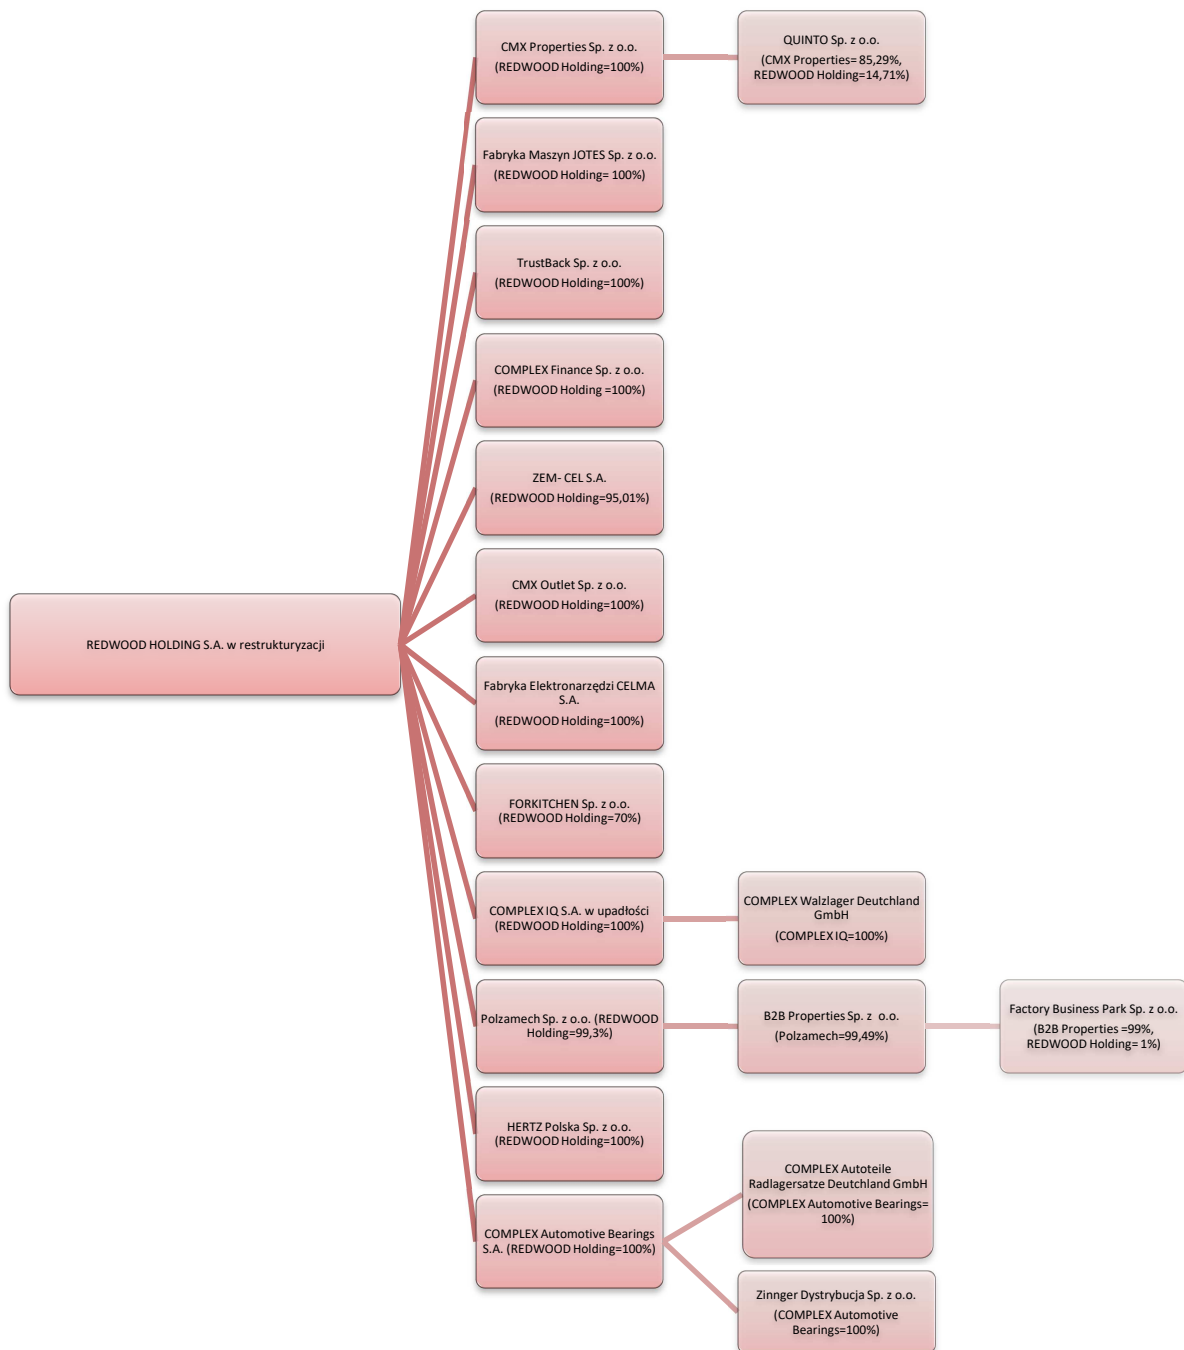 CMX Properties Sp. z o.o.
(REDWOOD Holding=100%)
QUINTO Sp. z o.o.
(CMX Properties= 85,29%,
REDWOOD Holding=14,71%)
Fabryka Maszyn JOTES Sp. z o.o.
(REDWOOD Holding= 100%)
TrustBack Sp. z o.o.
(REDWOOD Holding=100%)
COMPLEX Finance Sp. z o.o.
(REDWOOD Holding =100%)
ZEM- CEL S.A.
(REDWOOD Holding=95,01%)
CMX Outlet Sp. z o.o.
(REDWOOD Holding=100%)
REDWOOD HOLDING S.A. w restrukturyzacji
Fabryka Elektronarzędzi CELMA
S.A.
(REDWOOD Holding=100%)
FORKITCHEN Sp. z o.o.
(REDWOOD Holding=70%)
COMPLEX IQ S.A. w upadłości
(REDWOOD Holding=100%)
COMPLEX Walzlager Deutchland
GmbH
(COMPLEX IQ=100%)
Polzamech Sp. z o.o. (REDWOOD
Holding=99,3%)
B2B Properties Sp. z  o.o.
(Polzamech=99,49%)
Factory Business Park Sp. z o.o.
(B2B Properties =99%,
REDWOOD Holding= 1%)
HERTZ Polska Sp. z o.o.
(REDWOOD Holding=100%)
COMPLEX Automotive Bearings
S.A. (REDWOOD Holding=100%)
COMPLEX Autoteile
Radlagersatze Deutchland GmbH
(COMPLEX Automotive Bearings=
100%)
Zinnger Dystrybucja Sp. z o.o.
(COMPLEX Automotive
Bearings=100%)